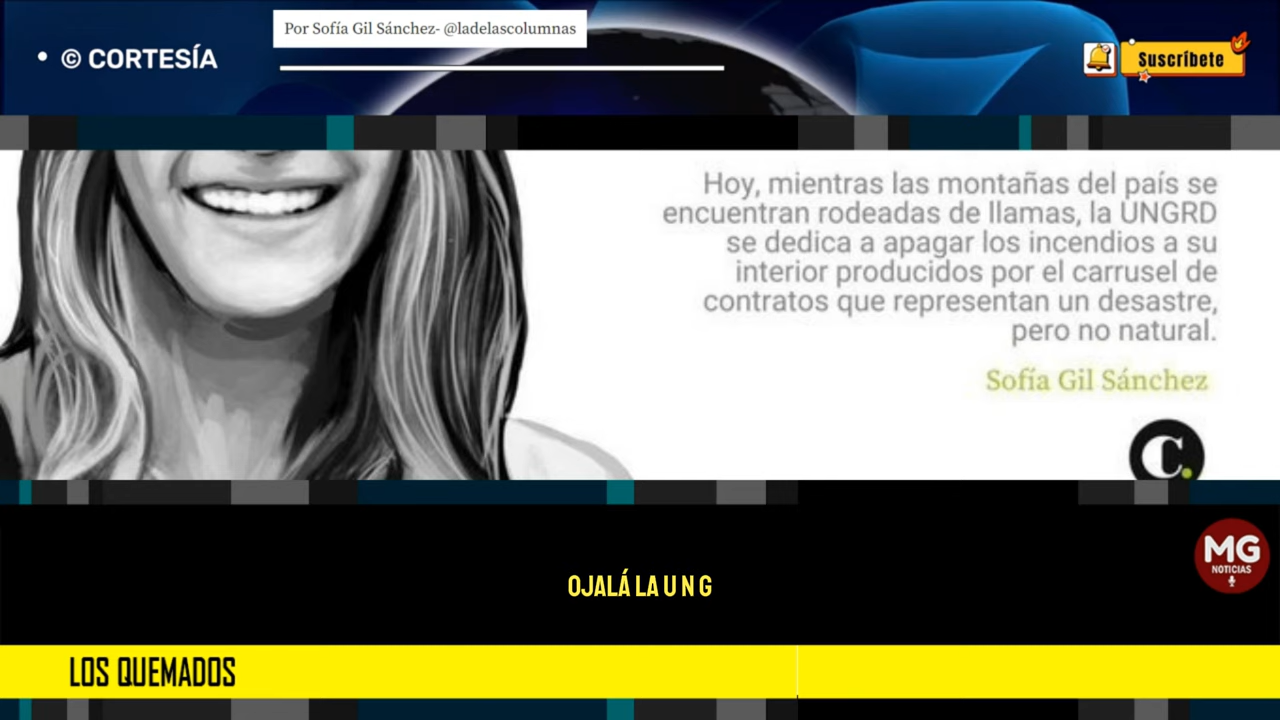 Por Sofía Gil Sánchez- @ladelascolumnas
• © CORTESÍA
Suscríbete
Hoy, mientras las montañas del país se
encuentran rodeadas de llamas, la UNGRD
se dedica a apagar los incendios a su
interior producidos por el carrusel de
contratos que representan un desastre,
pero no natural.
Sofía Gil Sánchez
C.
MG
NOTICIAS
OJALÁ LA U N G
LOS QUEMADOS